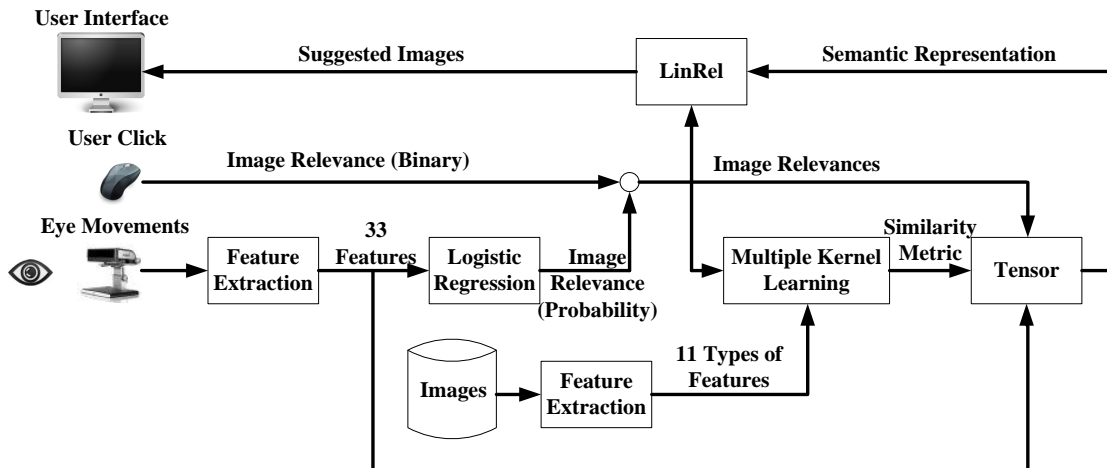 User Interface
Suggested Images
LinRel
Semantic Representation
User Click
Image Relevance (Binary)
Image Relevances
Eye Movements
33
Features
Feature
Extraction
Logistic
Regression
Image
Relevance
(Probability)
Multiple Kernel
Learning
Similarity
Metric
Tensor
Images
Feature
Extraction
11 Types of
Features